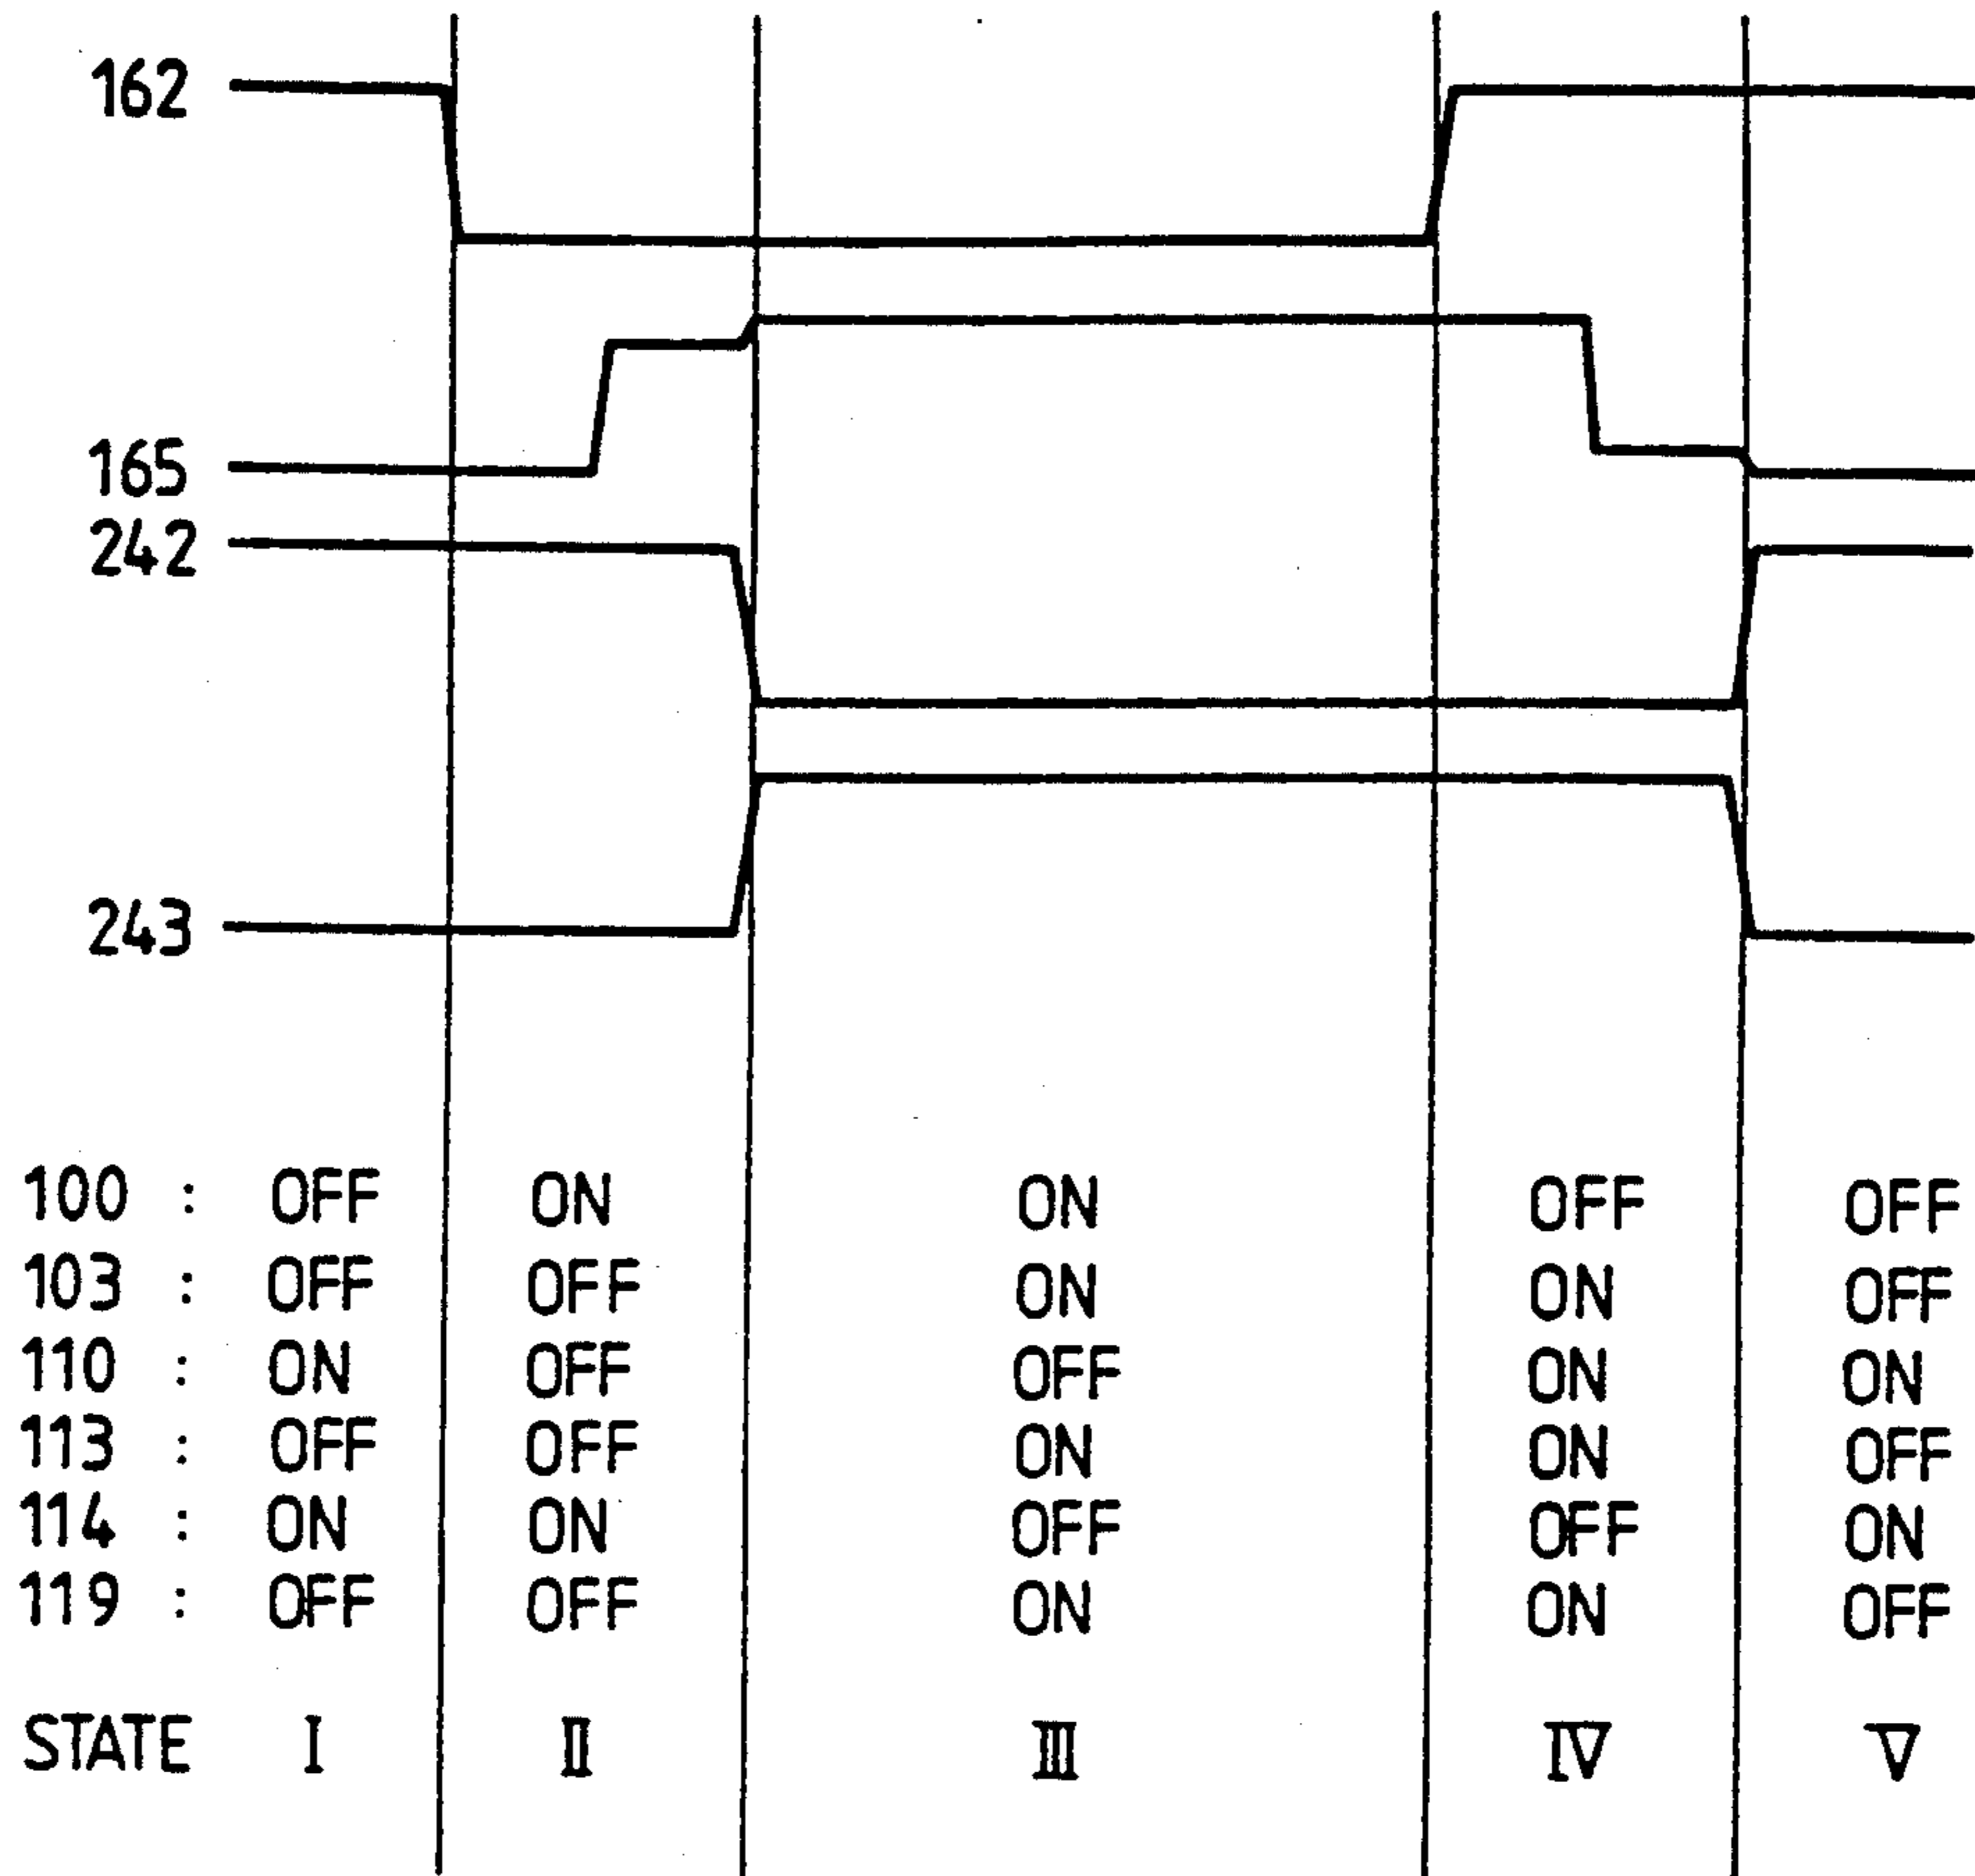 162
165
242
243
100 : OFF ON ON OFF OFF
103 : OFF OFF ON ON OFF
110 : ON OFF OFF ON ON
113 : OFF OFF ON ON OFF
114 : ON ON OFF OFF ON
119 : OFF OFF ON ON OFF
STATE I II III IV V